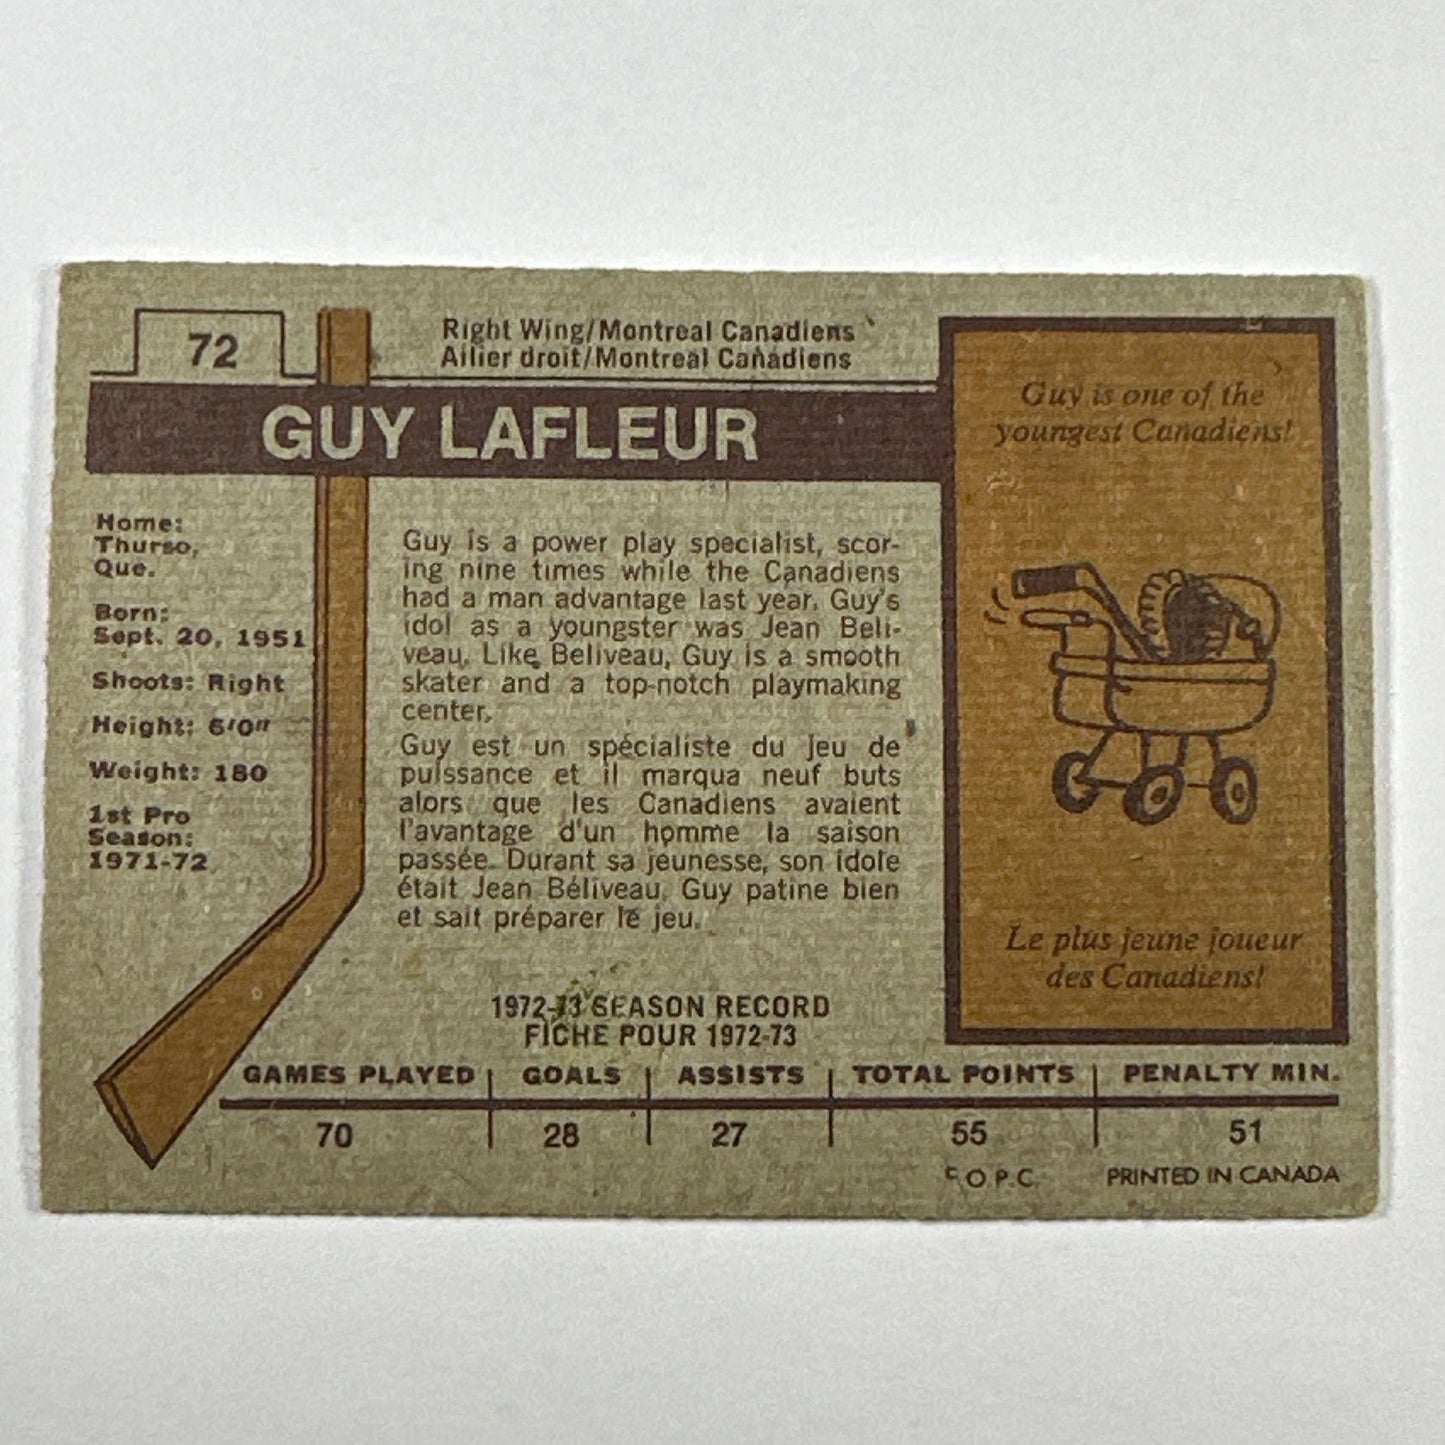 72
Right Wing/Montreal Canadiens
Ailier droit/Montreal Canadiens
GUY LAFLEUR
Home:
Thurso,
Que.
Born:
Sept. 20, 1951
Shoots: Right
Height: 6'0"
Weight: 180
1st Pro
Season:
1971-72
Guy is a power play specialist, scor-
ing nine times while the Canadiens
had a man advantage last year. Guy's
idol as a youngster was Jean Beli-
veau. Like Beliveau, Guy is a smooth
skater and a top-notch playmaking
center.
Guy est un spécialiste du jeu de
puissance et il marqua neuf buts
alors que les Canadiens avaient
l'avantage d'un homme la saison
passée. Durant sa jeunesse, son idole
était Jean Béliveau. Guy patine bien
et sait préparer le jeu.
Guy is one of the
youngest Canadiens!
Le plus jeune joueur
des Canadiens!
1972-73 SEASON RECORD
FICHE POUR 1972-73
GAMES PLAYED GOALS ASSISTS TOTAL POINTS PENALTY MIN.
70 28 27 55 51
© O.P.C. PRINTED IN CANADA